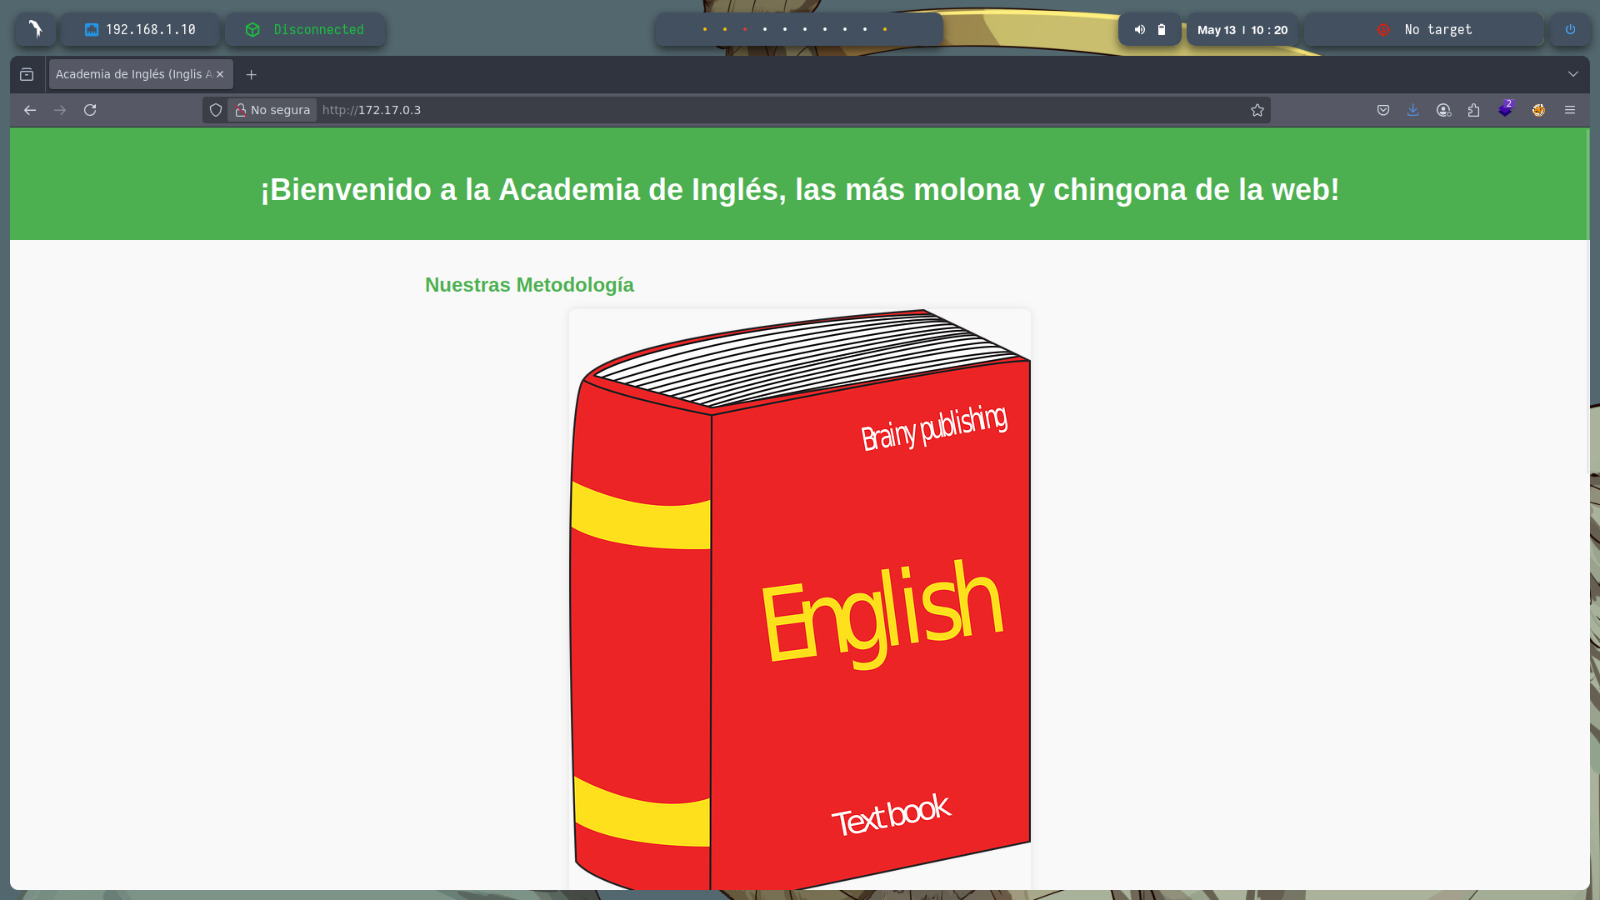 192.168.1.10
Disconnected
May 13 | 10 : 20
No target
Academia de Inglés (Inglis A
No segura
http://172.17.0.3
2
¡Bienvenido a la Academia de Inglés, las más molona y chingona de la web!
Nuestras Metodología
Brainy publishing
English
Text book